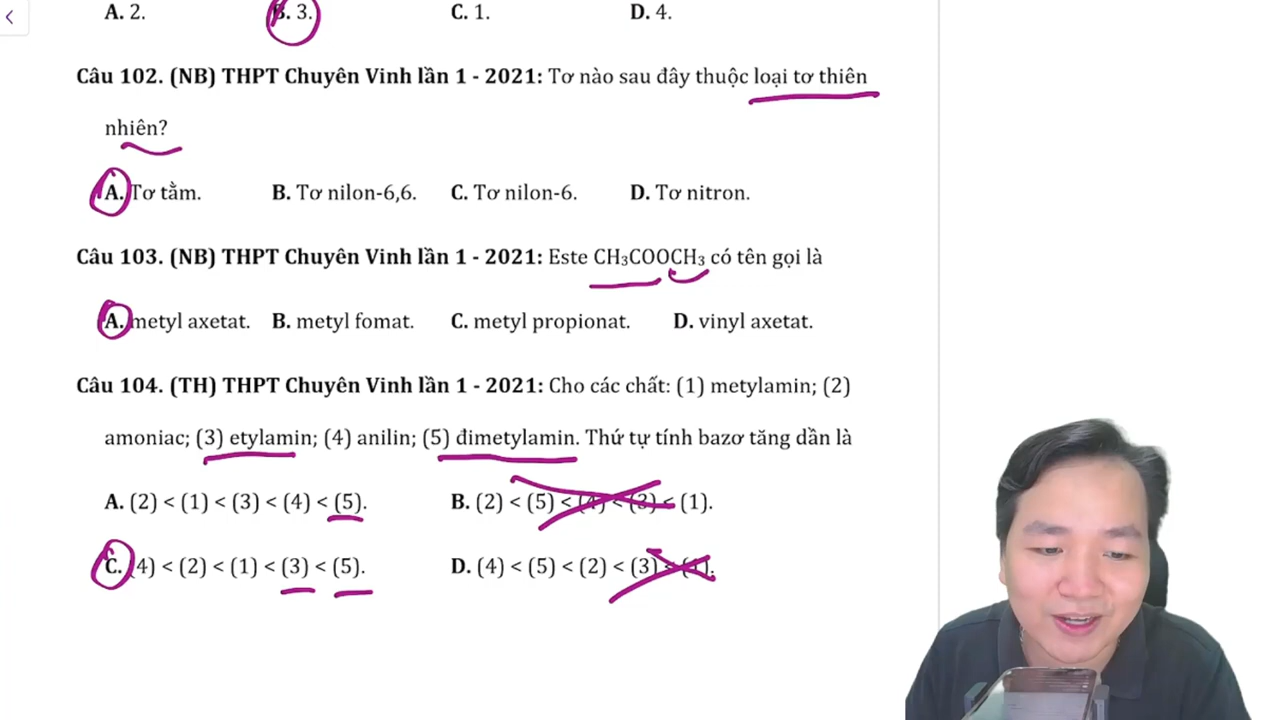 A. 2. B. 3. C. 1. D. 4.
Câu 102. (NB) THPT Chuyên Vinh lần 1 - 2021: Tơ nào sau đây thuộc loại tơ thiên
nhiên?
A. Tơ tằm. B. Tơ nilon-6,6. C. Tơ nilon-6. D. Tơ nitron.
Câu 103. (NB) THPT Chuyên Vinh lần 1 - 2021: Este CH₃COOCH₃ có tên gọi là
A. metyl axetat. B. metyl fomat. C. metyl propionat. D. vinyl axetat.
Câu 104. (TH) THPT Chuyên Vinh lần 1 - 2021: Cho các chất: (1) metylamin; (2)
amoniac; (3) etylamin; (4) anilin; (5) đimetylamin. Thứ tự tính bazơ tăng dần là
A. (2) < (1) < (3) < (4) < (5). B. (2) < (5) < (4) < (3) < (1).
C. (4) < (2) < (1) < (3) < (5). D. (4) < (5) < (2) < (3) < (1).